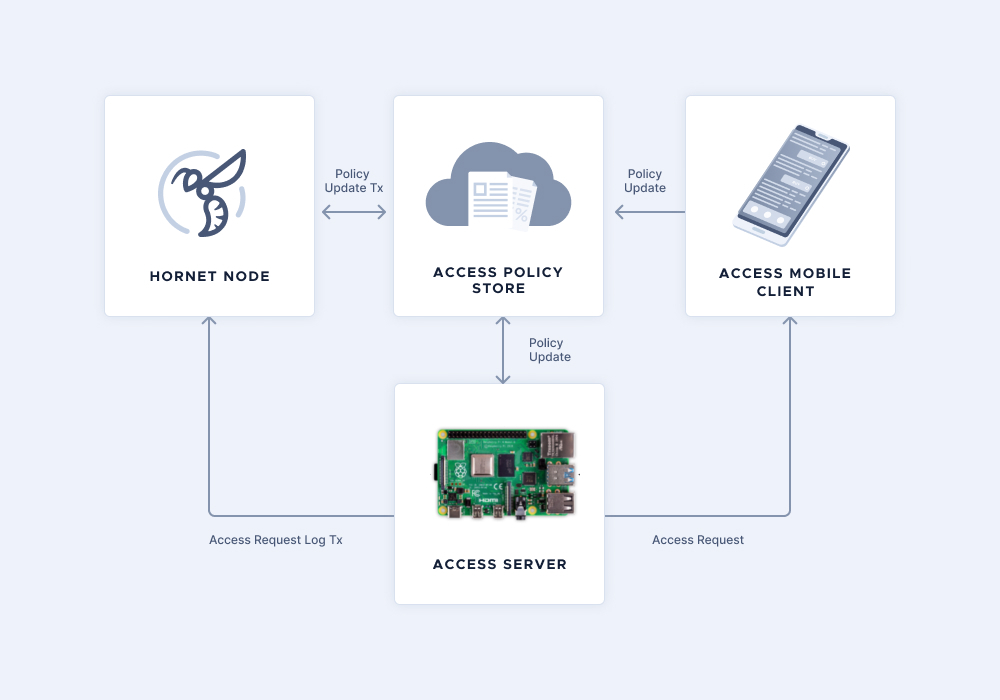 Policy
Update Tx
Policy
Update
HORNET NODE
ACCESS POLICY
STORE
ACCESS MOBILE
CLIENT
Policy
Update
HDMI
Access Request Log Tx
Access Request
ACCESS SERVER